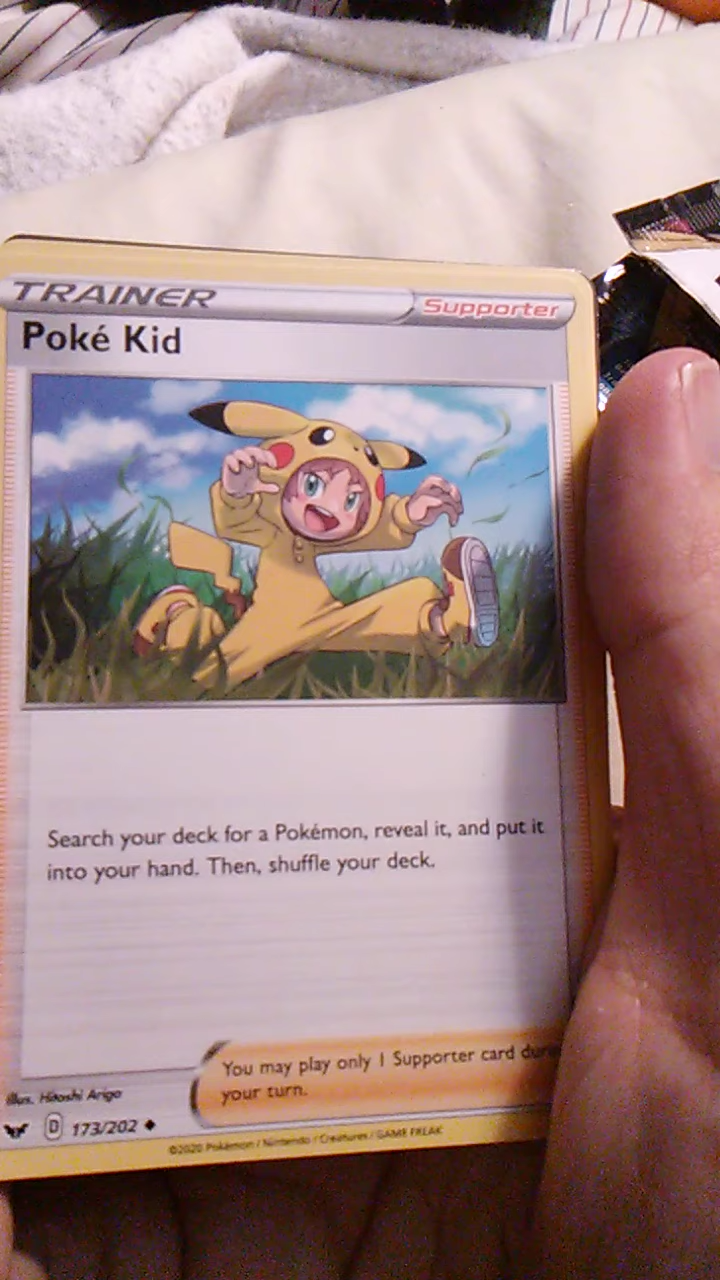 TRAINER
Supporter
Poké Kid
Search your deck for a Pokémon, reveal it, and put it
into your hand. Then, shuffle your deck.
You may play only 1 Supporter card during
your turn.
Illus. Hitoshi Ariga
D 173/202
©2020 Pokémon / Nintendo / Creatures / GAME FREAK